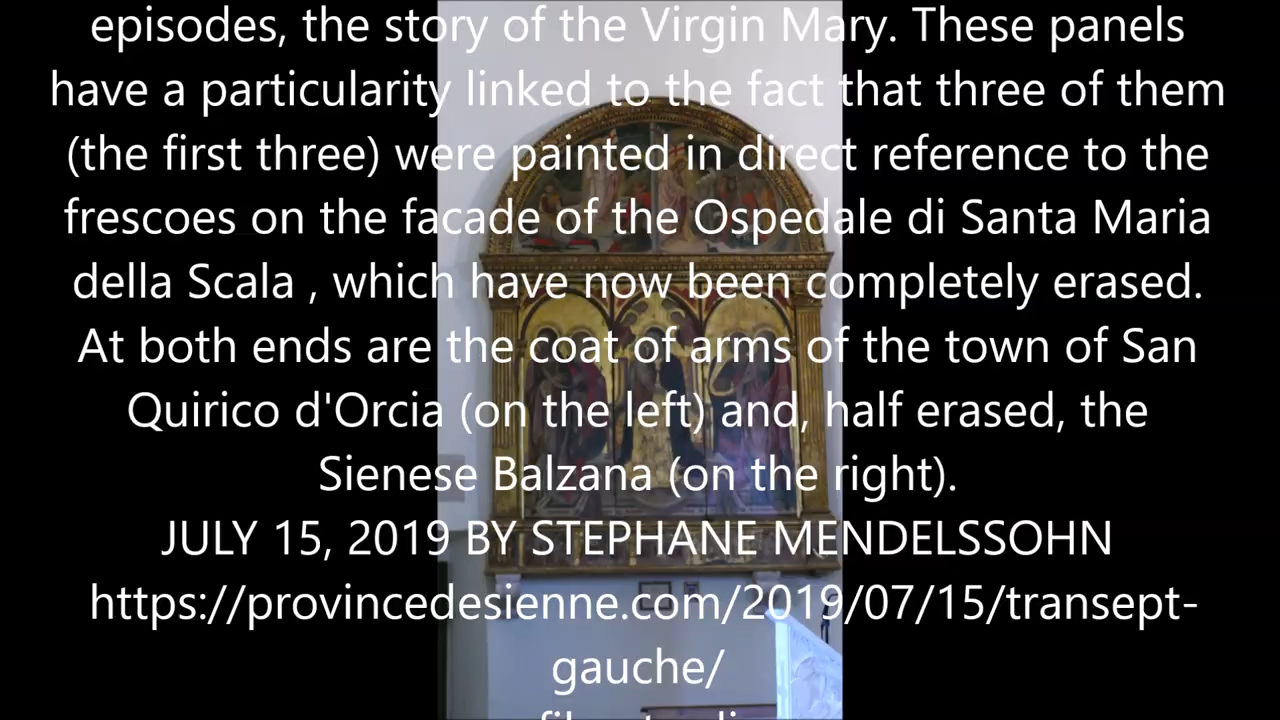 episodes, the story of the Virgin Mary. These panels
have a particularity linked to the fact that three of them
(the first three) were painted in direct reference to the
frescoes on the facade of the Ospedale di Santa Maria
della Scala , which have now been completely erased.
At both ends are the coat of arms of the town of San
Quirico d'Orcia (on the left) and, half erased, the
Sienese Balzana (on the right).
JULY 15, 2019 BY STEPHANE MENDELSSOHN
https://provincedesienne.com/2019/07/15/transept-
gauche/